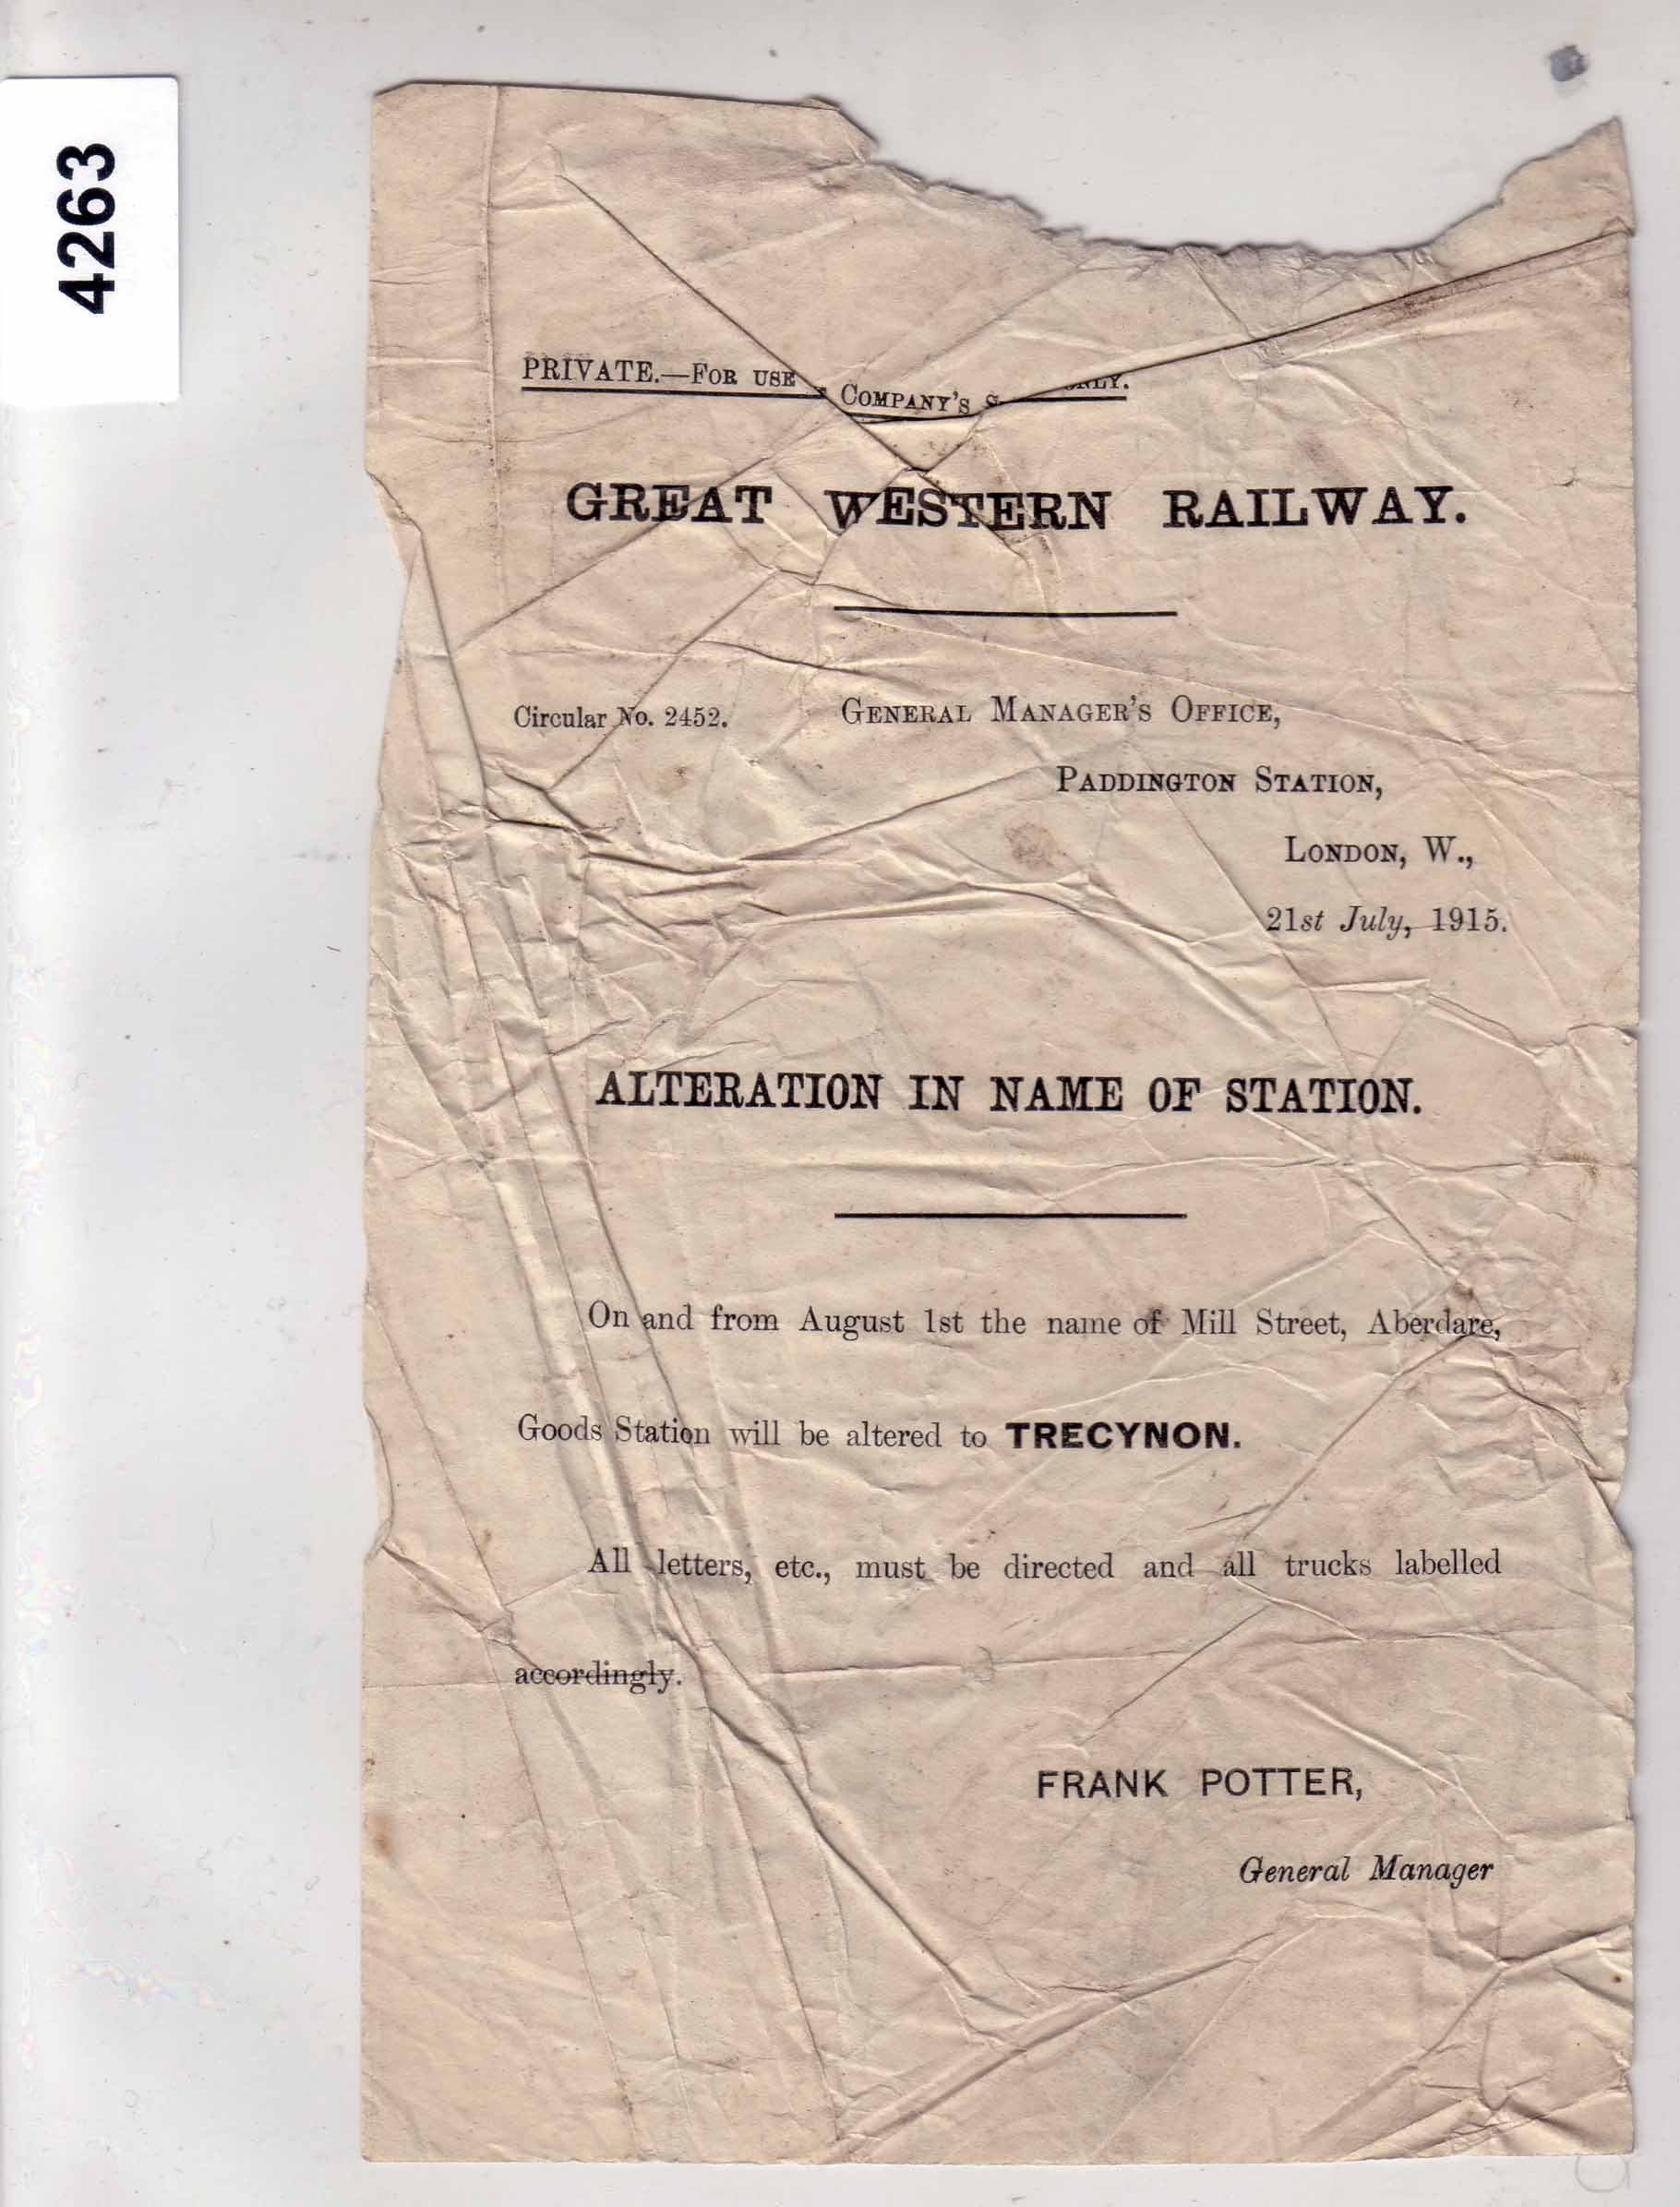 4263
PRIVATE.—FOR USE COMPANY'S ONLY.
GREAT WESTERN RAILWAY.
Circular No. 2452. GENERAL MANAGER'S OFFICE,
PADDINGTON STATION,
LONDON, W.,
21st July, 1915.
ALTERATION IN NAME OF STATION.
On and from August 1st the name of Mill Street, Aberdare,
Goods Station will be altered to TRECYNON.
All letters, etc., must be directed and all trucks labelled
accordingly.
FRANK POTTER,
General Manager